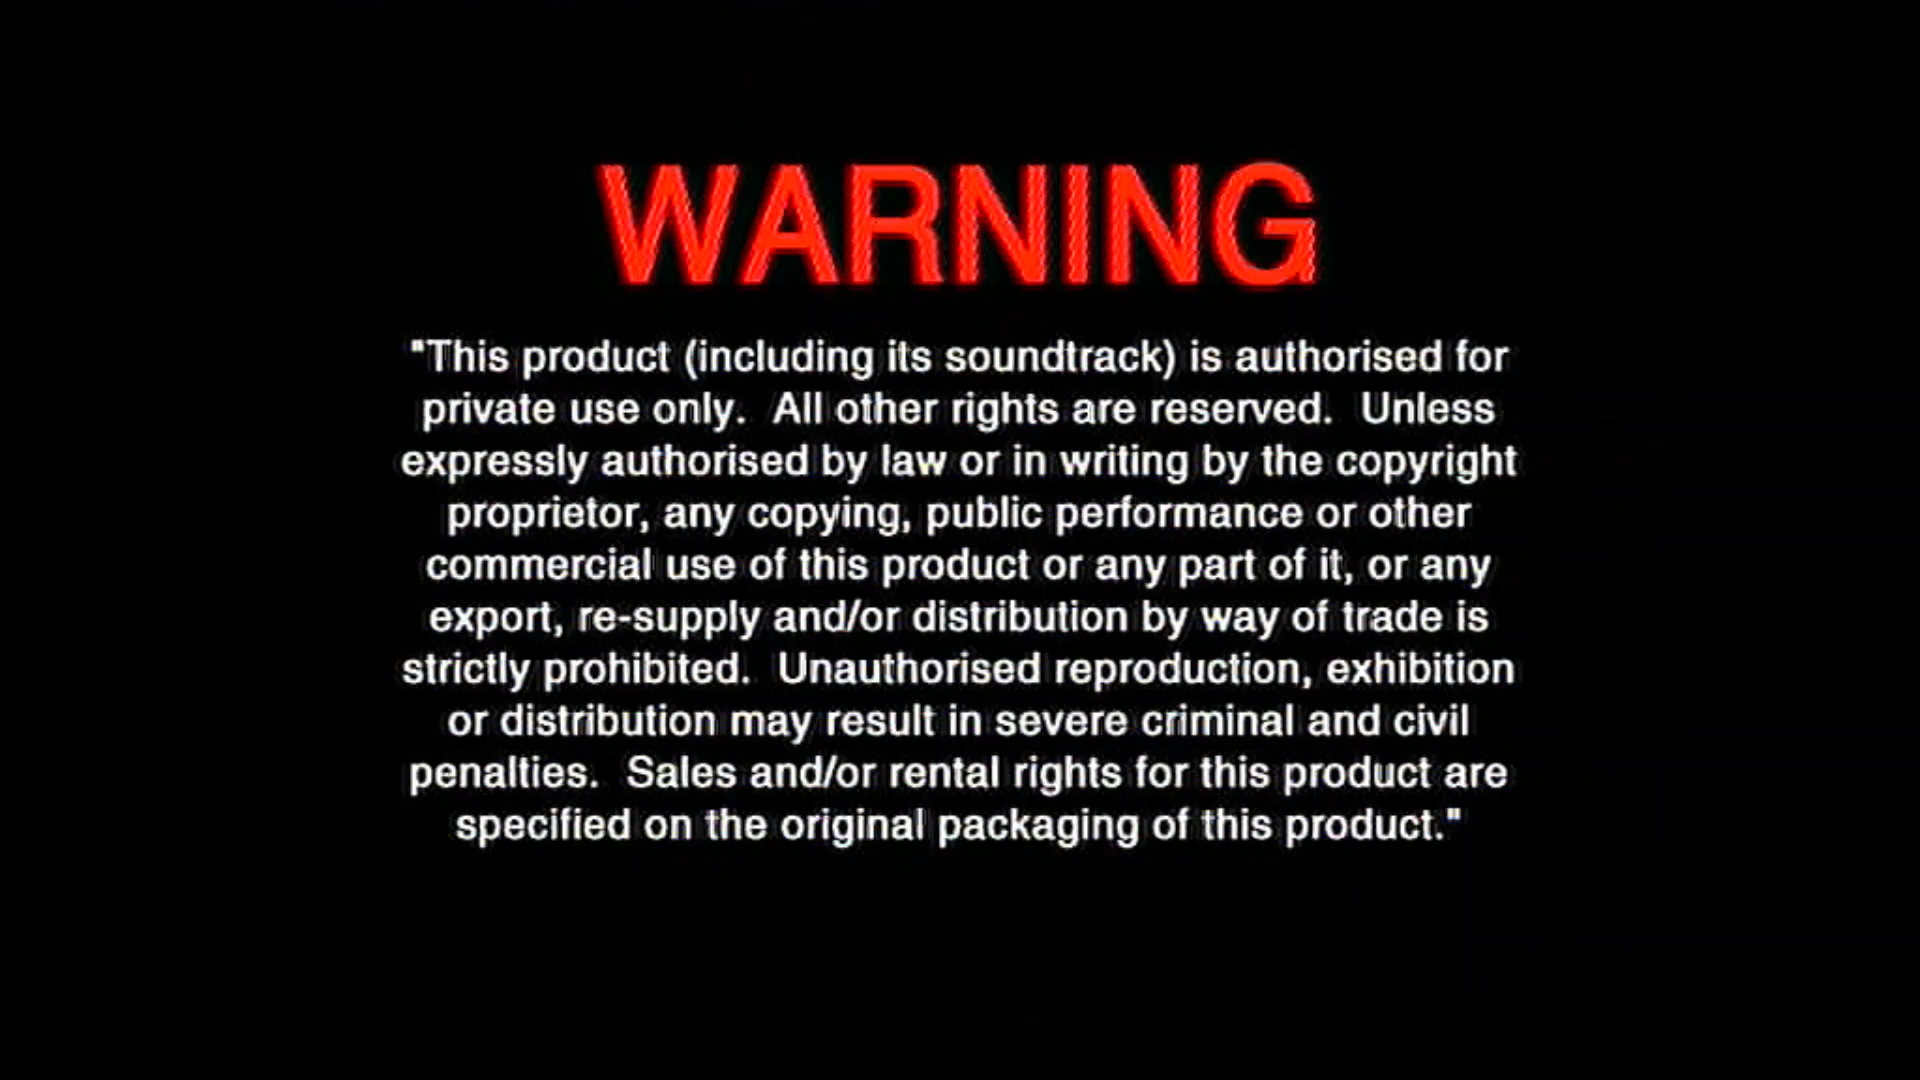 WARNING
"This product (including its soundtrack) is authorised for
private use only.  All other rights are reserved.  Unless
expressly authorised by law or in writing by the copyright
proprietor, any copying, public performance or other
commercial use of this product or any part of it, or any
export, re-supply and/or distribution by way of trade is
strictly prohibited.  Unauthorised reproduction, exhibition
or distribution may result in severe criminal and civil
penalties.  Sales and/or rental rights for this product are
specified on the original packaging of this product."